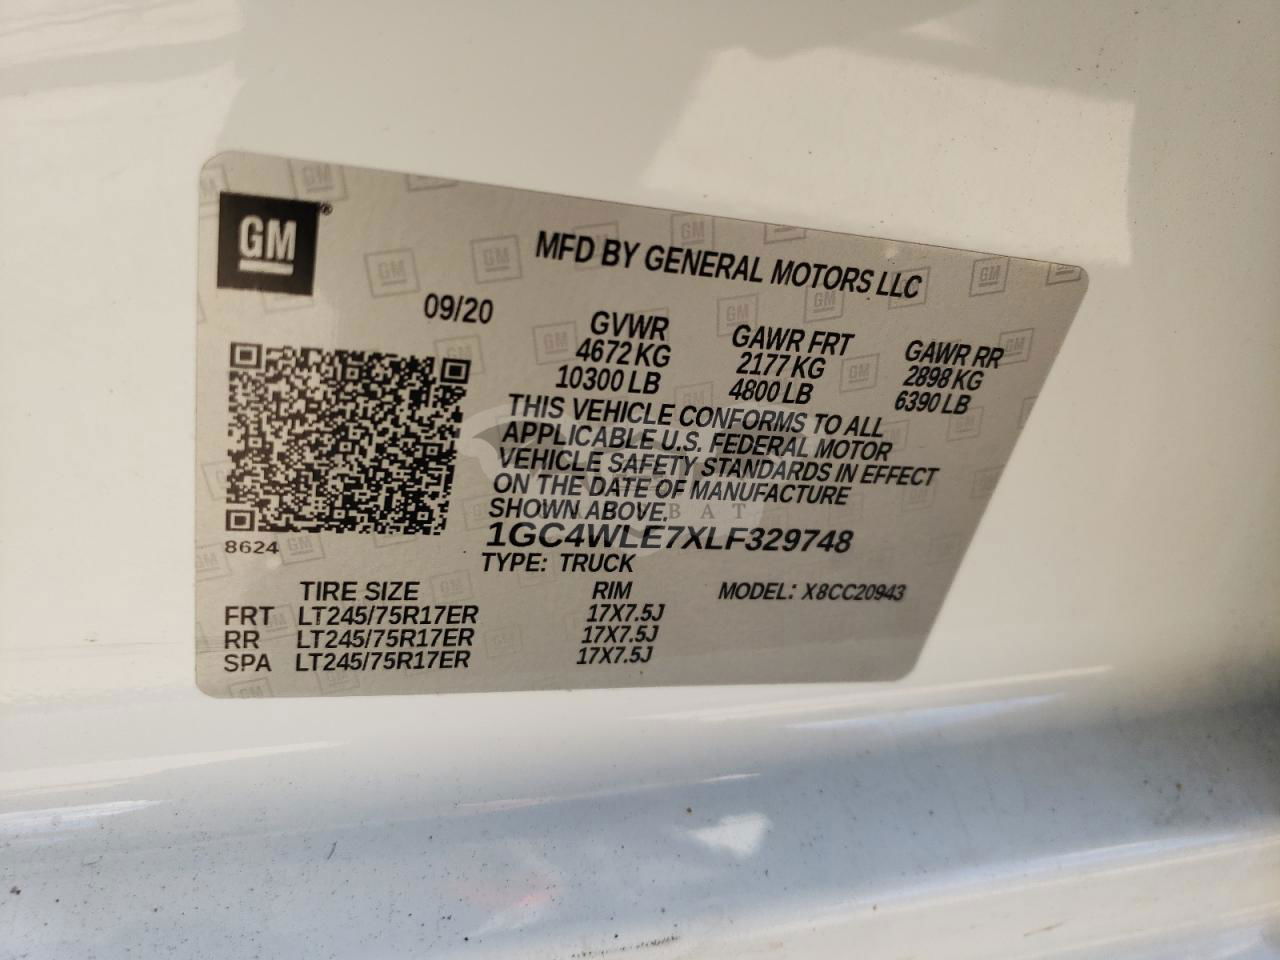 GM ®
MFD BY GENERAL MOTORS LLC
09/20
GVWR GAWR FRT GAWR RR
4672 KG 2177 KG 2898 KG
10300 LB 4800 LB 6390 LB
THIS VEHICLE CONFORMS TO ALL
APPLICABLE U.S. FEDERAL MOTOR
VEHICLE SAFETY STANDARDS IN EFFECT
ON THE DATE OF MANUFACTURE
SHOWN ABOVE.
8624
1GC4WLE7XLF329748
TYPE: TRUCK
TIRE SIZE RIM MODEL: X8CC20943
FRT LT245/75R17ER 17X7.5J
RR LT245/75R17ER 17X7.5J
SPA LT245/75R17ER 17X7.5J